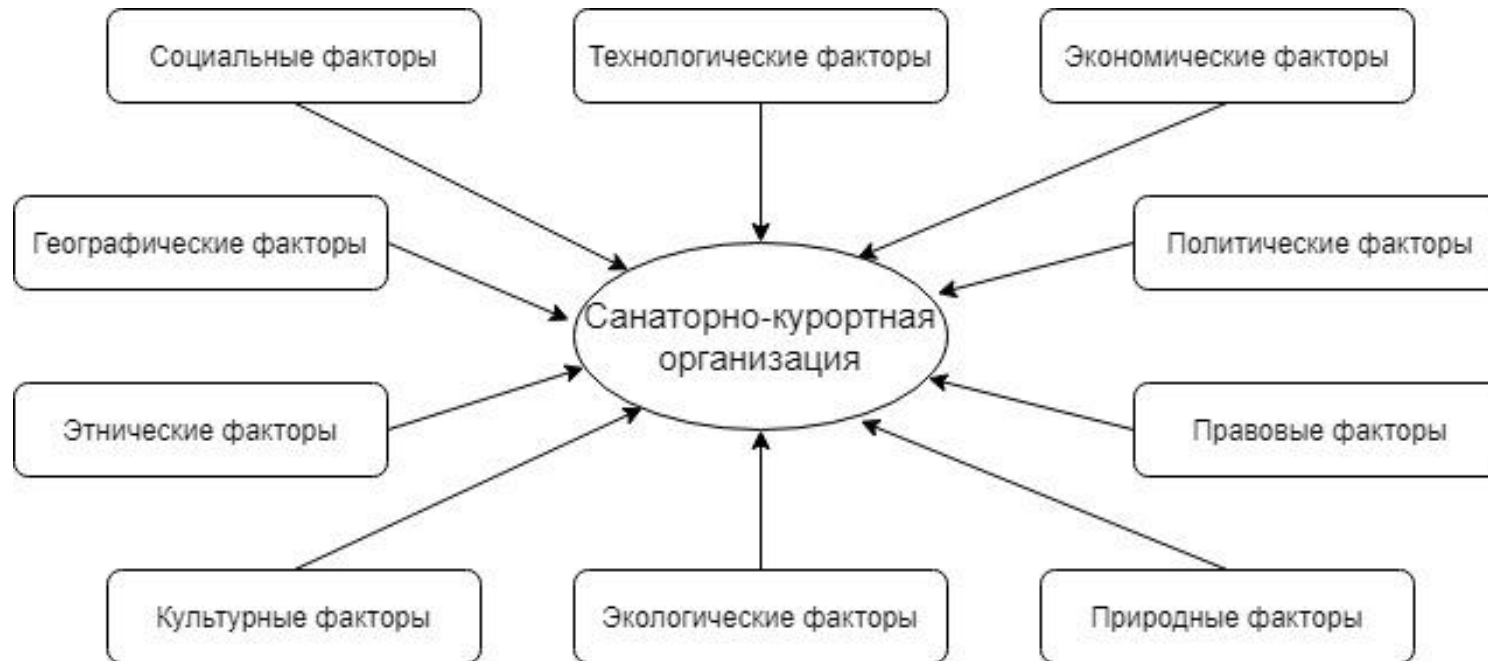 Социальные факторы
Технологические факторы
Экономические факторы
Географические факторы
Политические факторы
Санаторно-курортная
организация
Этнические факторы
Правовые факторы
Культурные факторы
Экологические факторы
Природные факторы